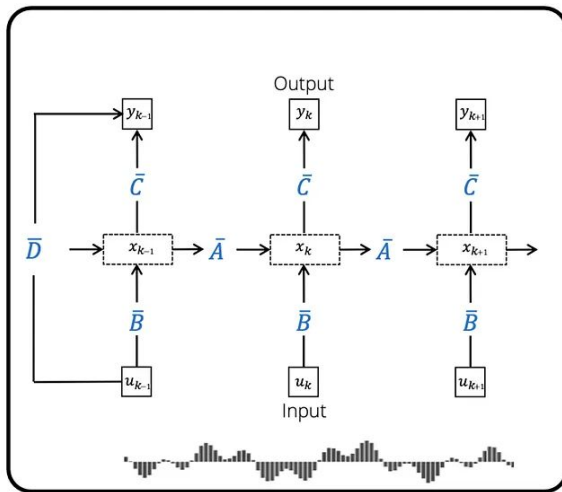 Output
y_{k-1} y_k y_{k+1}
C̄ C̄ C̄
D̄ x_{k-1} Ā x_k Ā x_{k+1}
B̄ B̄ B̄
u_{k-1} u_k u_{k+1}
Input